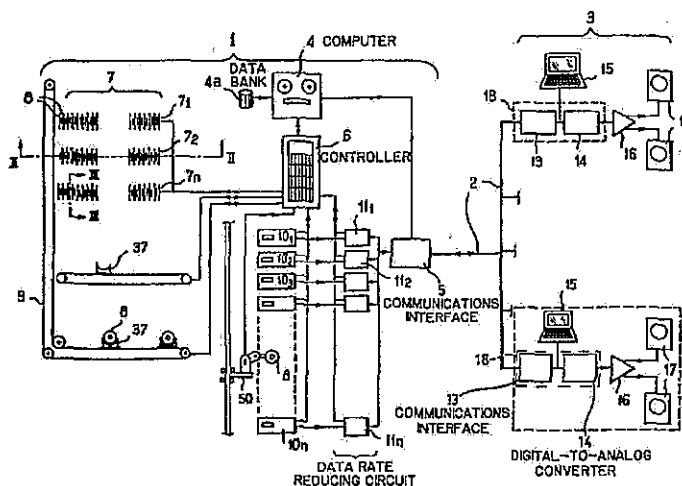 1
3
4 COMPUTER
DATA
BANK
4a
15
8
7
7₁
18
6
CONTROLLER
7₂
II
II
13
14
16
III
III
7n
2
10₁
11₁
10₂
11₂
10₃
37
5
9
COMMUNICATIONS
INTERFACE
15
8
37
17
18
8
50
16
13
COMMUNICATIONS
INTERFACE
10n
11n
14
DATA RATE
REDUCING CIRCUIT
DIGITAL-TO-ANALOG
CONVERTER